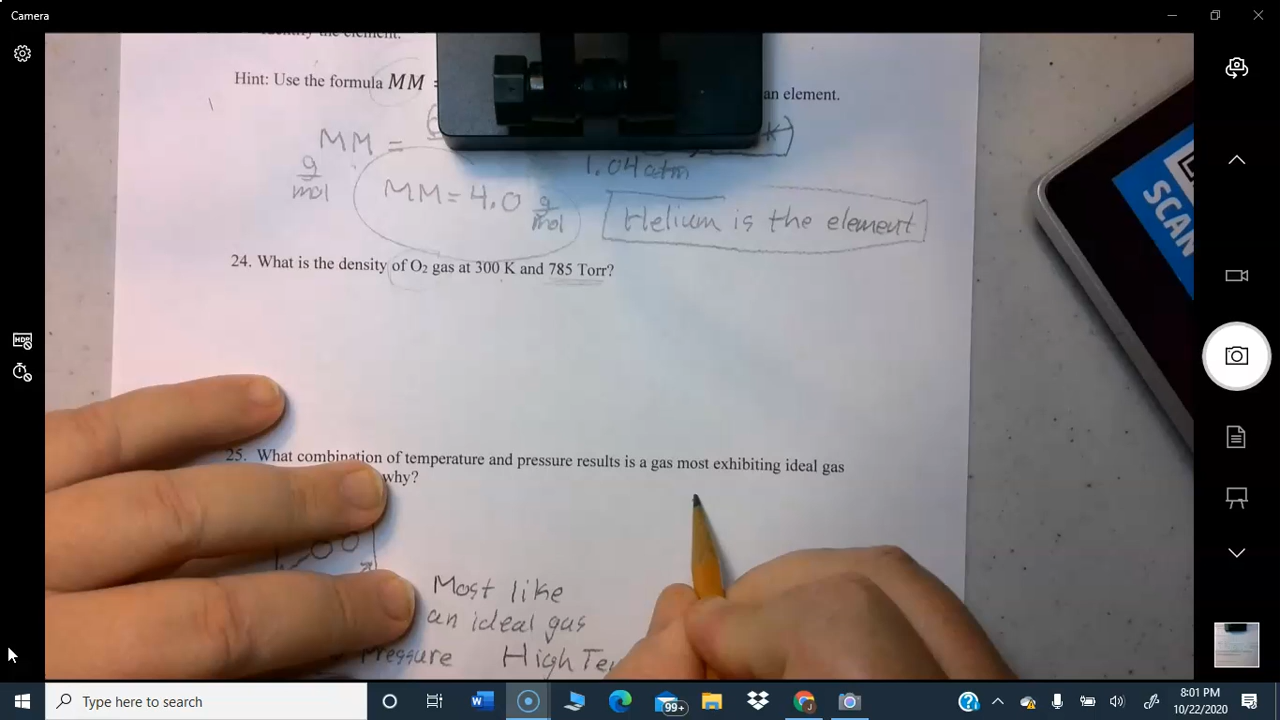 Camera
Identify the element.
Hint: Use the formula MM =
an element.
MM =
K)
g
mol
1.04 atm
MM = 4.0 g
mol
Helium is the element
24. What is the density of O₂ gas at 300 K and 785 Torr?
SCAN
25. What combination of temperature and pressure results is a gas most exhibiting ideal gas
why?
Most like
an ideal gas
Pressure High Te
Type here to search
99+
8:01 PM
10/22/2020